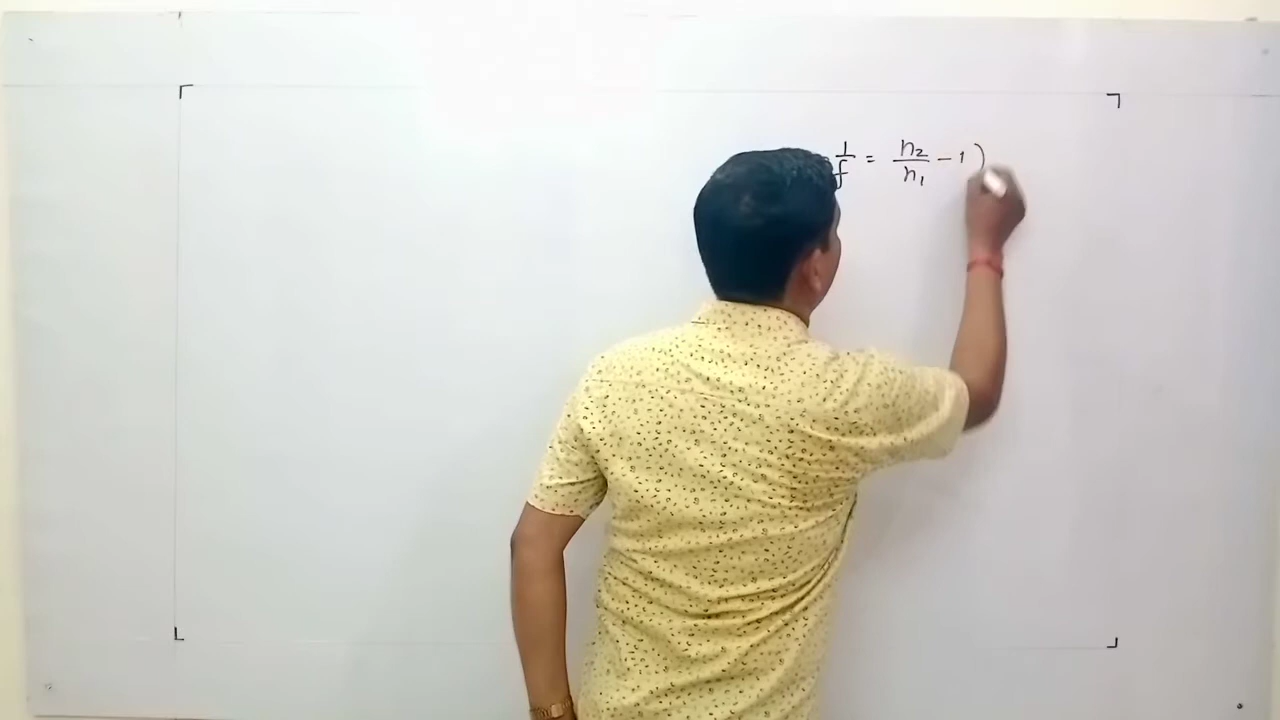 1/f = n₂/n₁ - 1)